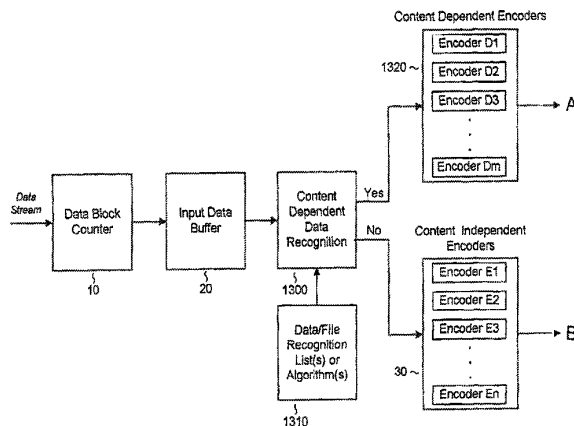 Content Dependent Encoders
Encoder D1
Encoder D2
Encoder D3
Encoder Dm
1320
A
Data
Stream
Data Block
Counter
10
Input Data
Buffer
20
Content
Dependent
Data
Recognition
1300
Yes
No
Data/File
Recognition
List(s) or
Algorithm(s)
1310
Content Independent
Encoders
Encoder E1
Encoder E2
Encoder E3
Encoder En
30
B